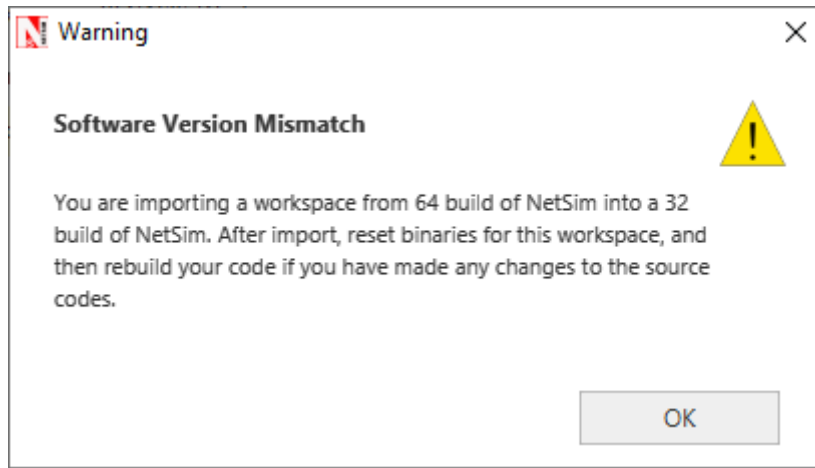 Warning
Software Version Mismatch
You are importing a workspace from 64 build of NetSim into a 32
build of NetSim. After import, reset binaries for this workspace, and
then rebuild your code if you have made any changes to the source
codes.
OK